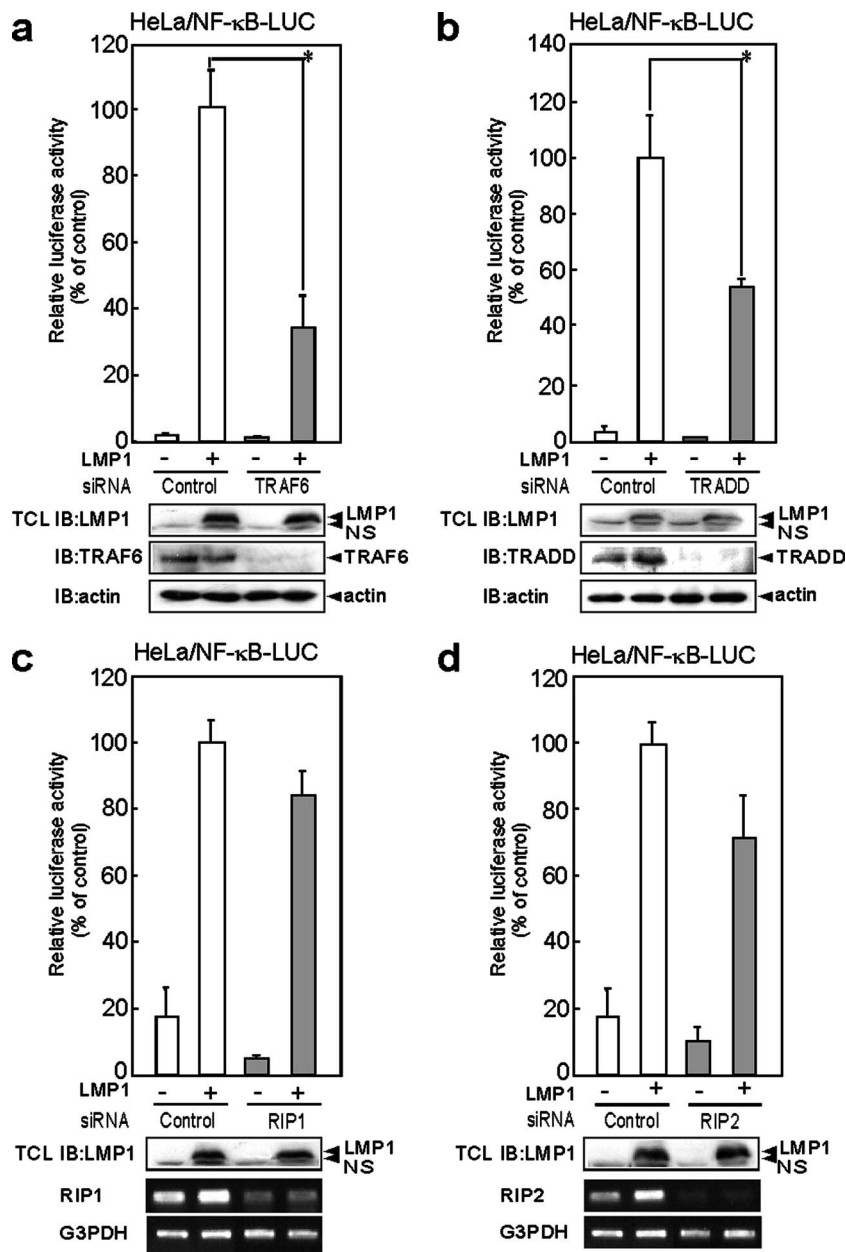 a
HeLa/NF-κB-LUC
Relative luciferase activity
(% of control)
120
100
80
60
40
20
0
*
LMP1 - + - +
siRNA Control TRAF6
TCL IB:LMP1 LMP1
NS
IB:TRAF6 TRAF6
IB:actin actin
b
HeLa/NF-κB-LUC
Relative luciferase activity
(% of control)
140
120
100
80
60
40
20
0
*
LMP1 - + - +
siRNA Control TRADD
TCL IB:LMP1 LMP1
NS
IB:TRADD TRADD
IB:actin actin
c
HeLa/NF-κB-LUC
Relative luciferase activity
(% of control)
120
100
80
60
40
20
0
LMP1 - + - +
siRNA Control RIP1
TCL IB:LMP1 LMP1
NS
RIP1
G3PDH
d
HeLa/NF-κB-LUC
Relative luciferase activity
(% of control)
120
100
80
60
40
20
0
LMP1 - + - +
siRNA Control RIP2
TCL IB:LMP1 LMP1
NS
RIP2
G3PDH